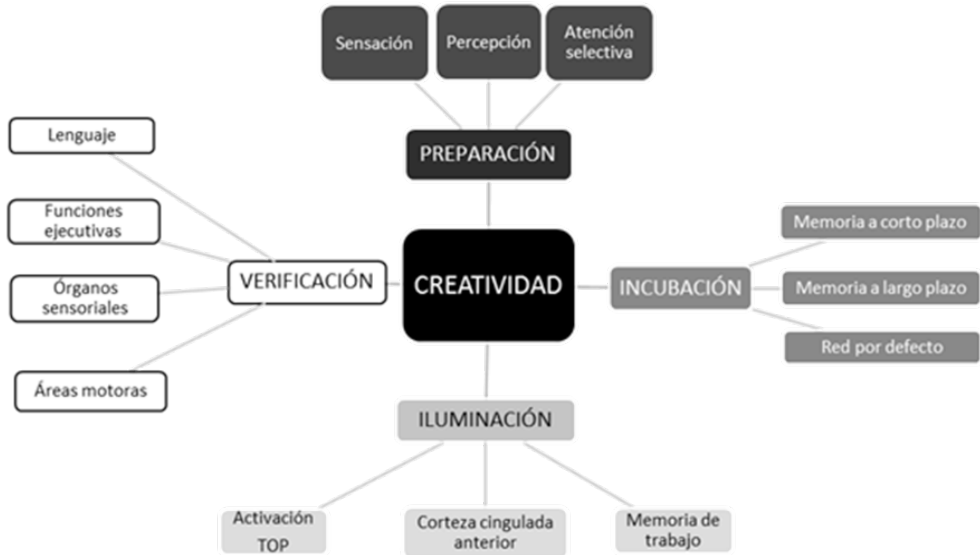 Sensación
Percepción
Atención
selectiva
PREPARACIÓN
Lenguaje
Funciones
ejecutivas
Órganos
sensoriales
Áreas motoras
VERIFICACIÓN
CREATIVIDAD
INCUBACIÓN
Memoria a corto plazo
Memoria a largo plazo
Red por defecto
ILUMINACIÓN
Activación
TOP
Corteza cingulada
anterior
Memoria de
trabajo